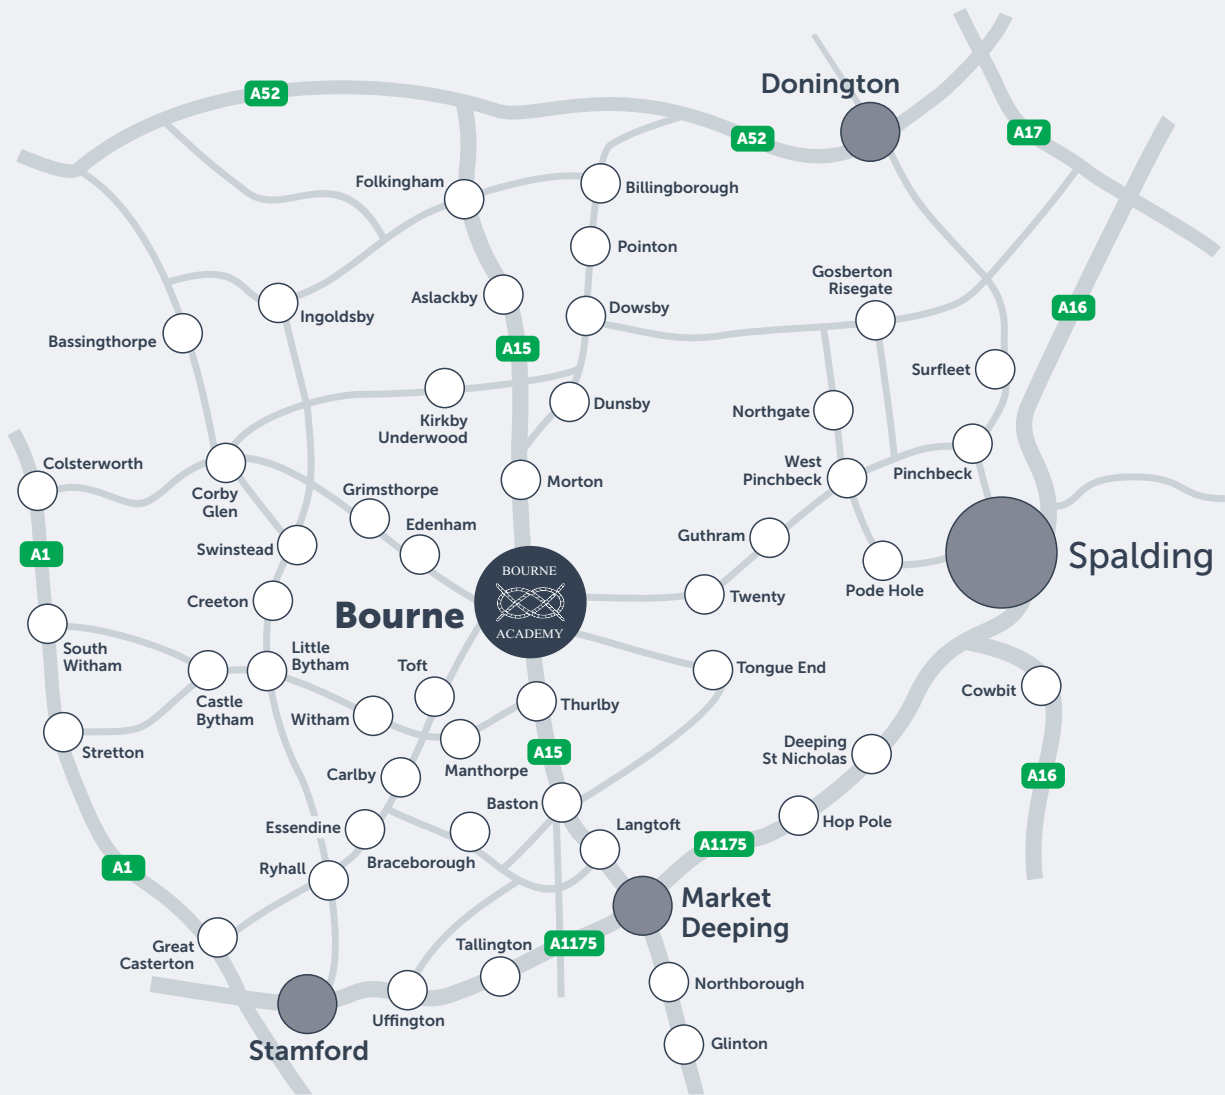 Donington
A52
A17
A52
Folkingham
Billingborough
Pointon
Gosberton
Risegate
Aslackby
Dowsby
A16
Ingoldsby
Bassingthorpe
A15
Surfleet
Kirkby
Underwood
Dunsby
Northgate
Colsterworth
West
Pinchbeck
Pinchbeck
Corby
Glen
Grimsthorpe
Morton
Edenham
Guthram
Swinstead
A1
Spalding
BOURNE
ACADEMY
Bourne
Pode Hole
Twenty
Creeton
South
Witham
Little
Bytham
Toft
Tongue End
Cowbit
Castle
Bytham
Witham
Thurlby
Stretton
A15
Deeping
St Nicholas
Manthorpe
Carlby
A16
Baston
Essendine
Langtoft
Hop Pole
Braceborough
A1175
A1
Ryhall
Market
Deeping
Great
Casterton
Tallington
A1175
Northborough
Uffington
Stamford
Glinton